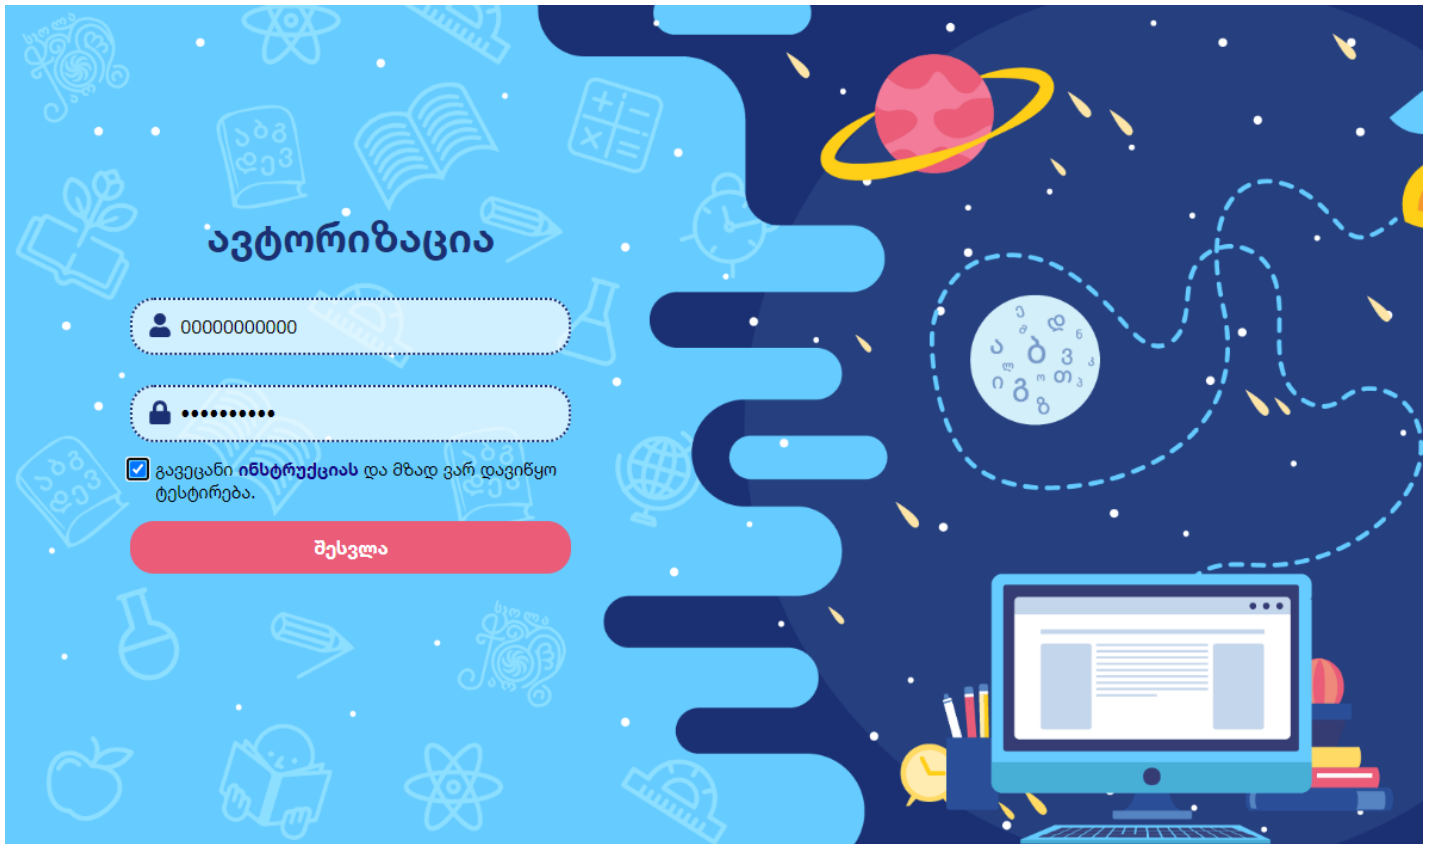 ავტორიზაცია
00000000000
••••••••••
გავეცანი ინსტრუქციას და მზად ვარ დავიწყო
ტესტირება.
შესვლა
ა ბ გ
დ ე ვ
ა ბ გ
დ ე ვ
ა ბ გ
დ ე ვ
ე
მ დ ნ
ა ბ ვ კ
ლ
ი გ ო თ პ
ზ